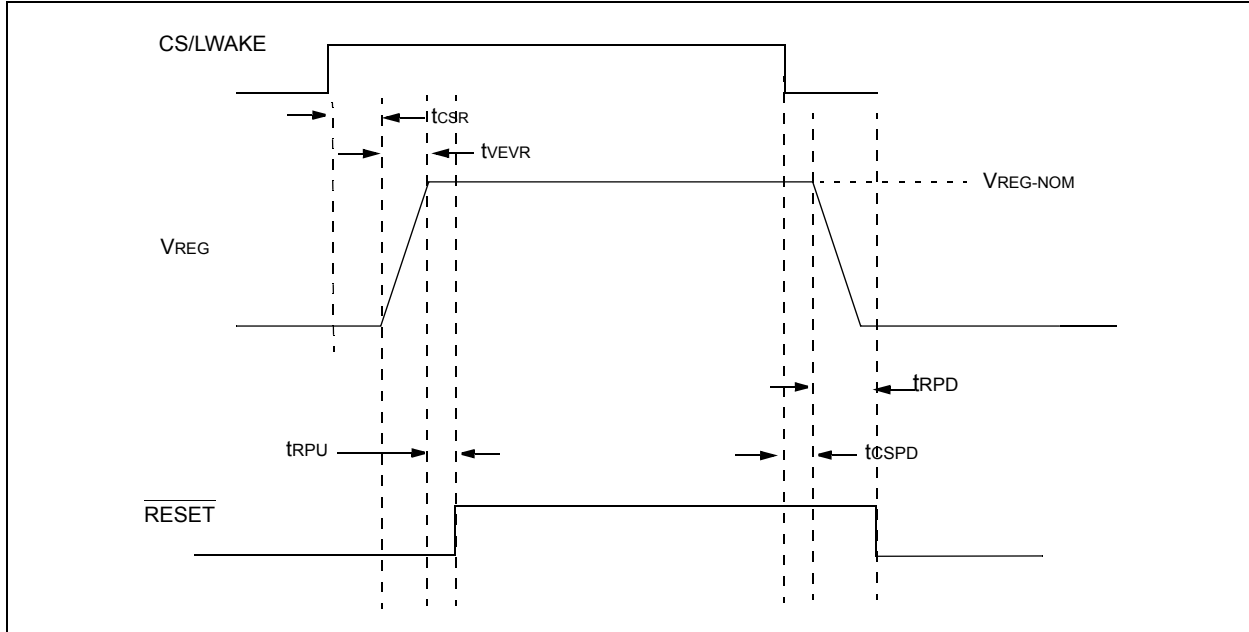 CS/LWAKE
tCSR
tVEVR
VREG-NOM
VREG
tRPD
tRPU
tCSPD
RESET